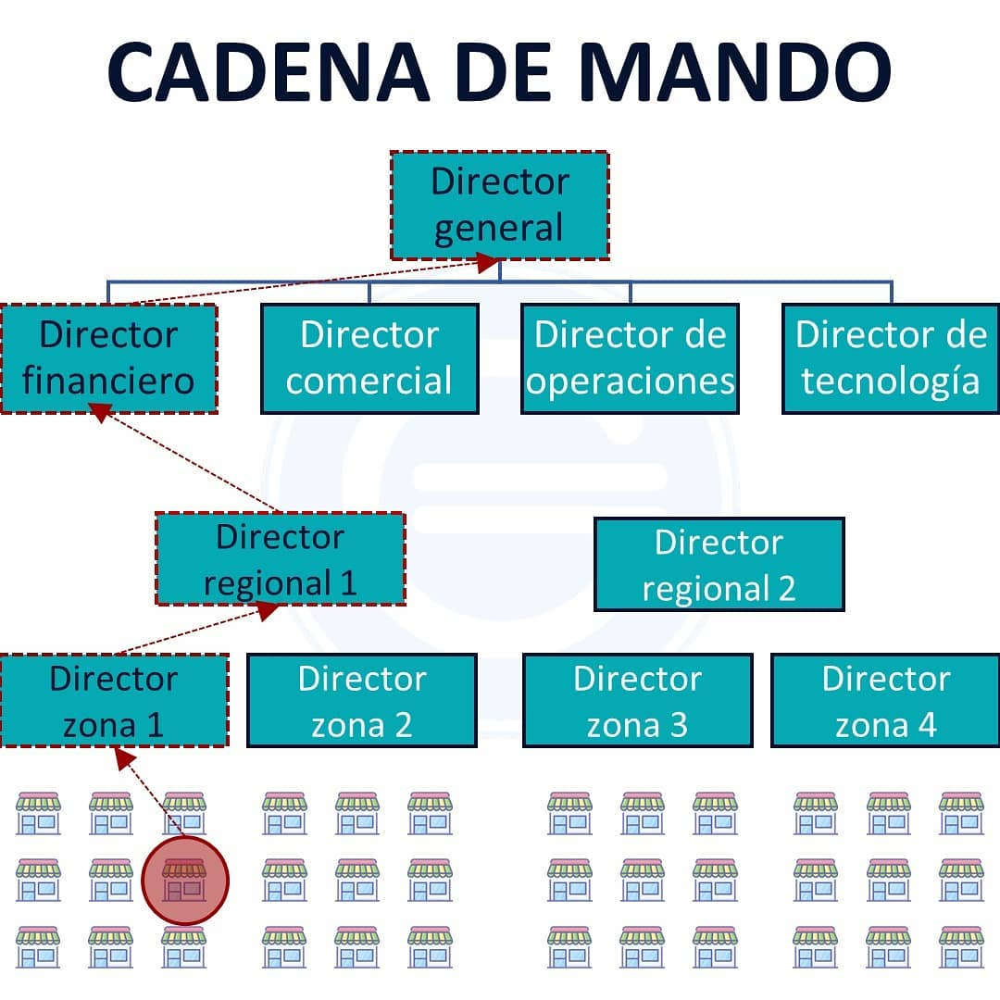 CADENA DE MANDO
Director
general
Director
financiero
Director
comercial
Director de
operaciones
Director de
tecnología
Director
regional 1
Director
regional 2
Director
zona 1
Director
zona 2
Director
zona 3
Director
zona 4